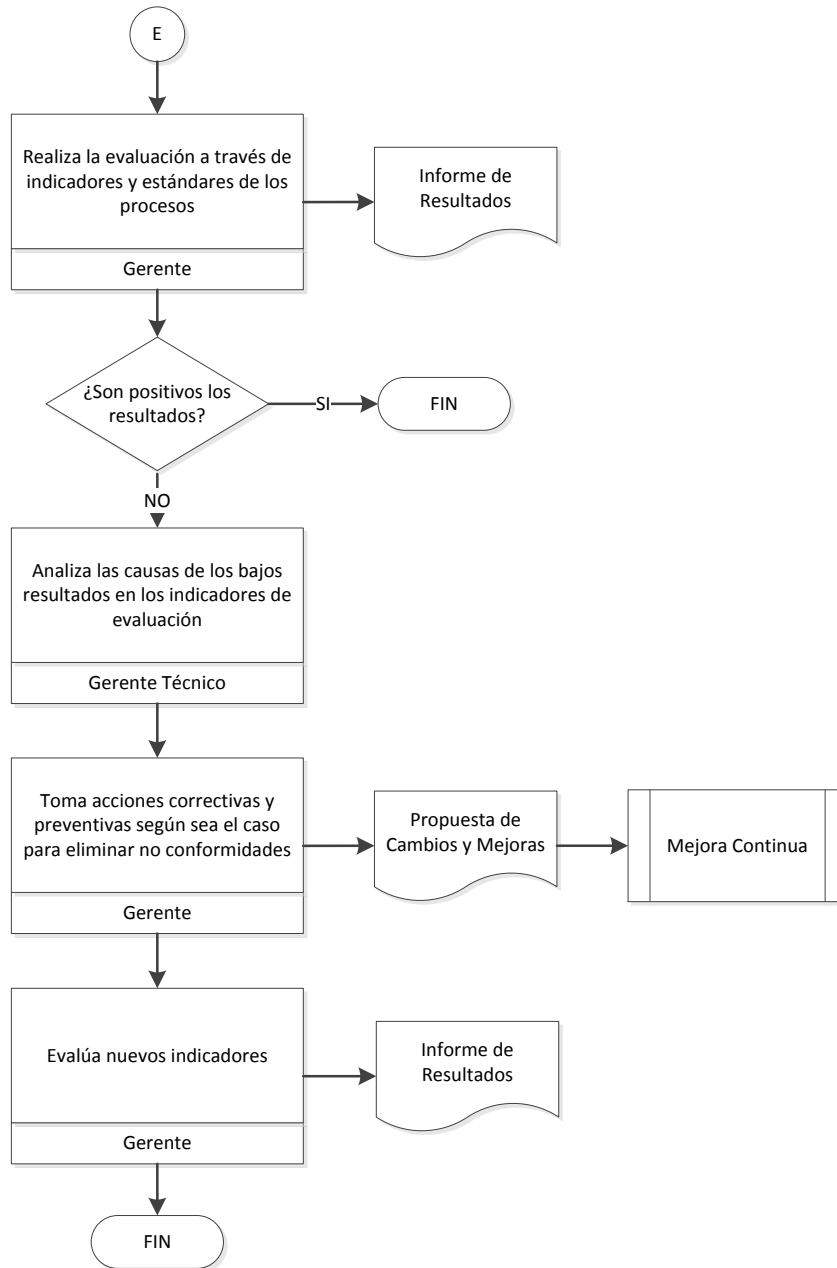 E
Realiza la evaluación a través de
indicadores y estándares de los
procesos
Gerente
Informe de
Resultados
¿Son positivos los
resultados?
SI
FIN
NO
Analiza las causas de los bajos
resultados en los indicadores de
evaluación
Gerente Técnico
Toma acciones correctivas y
preventivas según sea el caso
para eliminar no conformidades
Gerente
Propuesta de
Cambios y Mejoras
Mejora Continua
Evalúa nuevos indicadores
Gerente
Informe de
Resultados
FIN